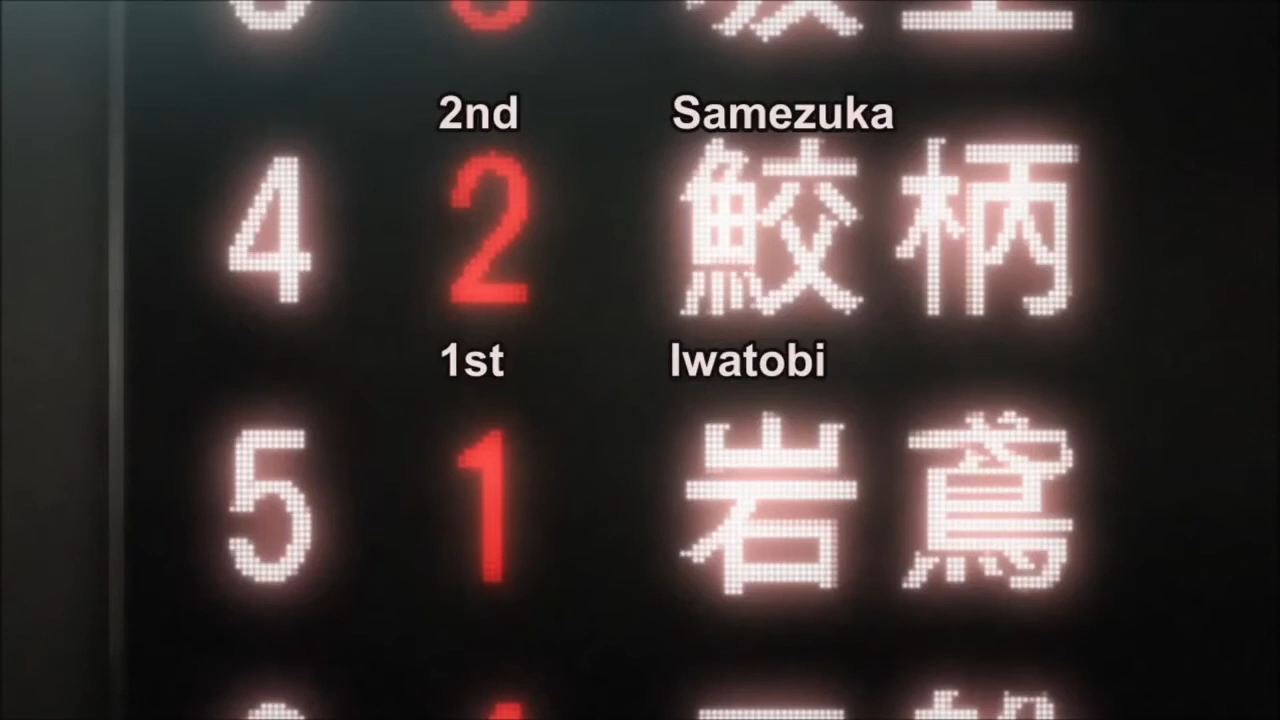 2nd Samezuka
4 2 鮫柄
1st Iwatobi
5 1 岩鳶